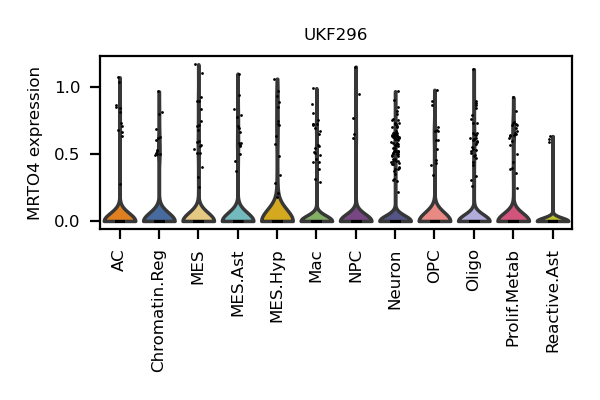 UKF296
MRTO4 expression
1.0
0.5
0.0
AC
Chromatin.Reg
MES
MES.Ast
MES.Hyp
Mac
NPC
Neuron
OPC
Oligo
Prolif.Metab
Reactive.Ast